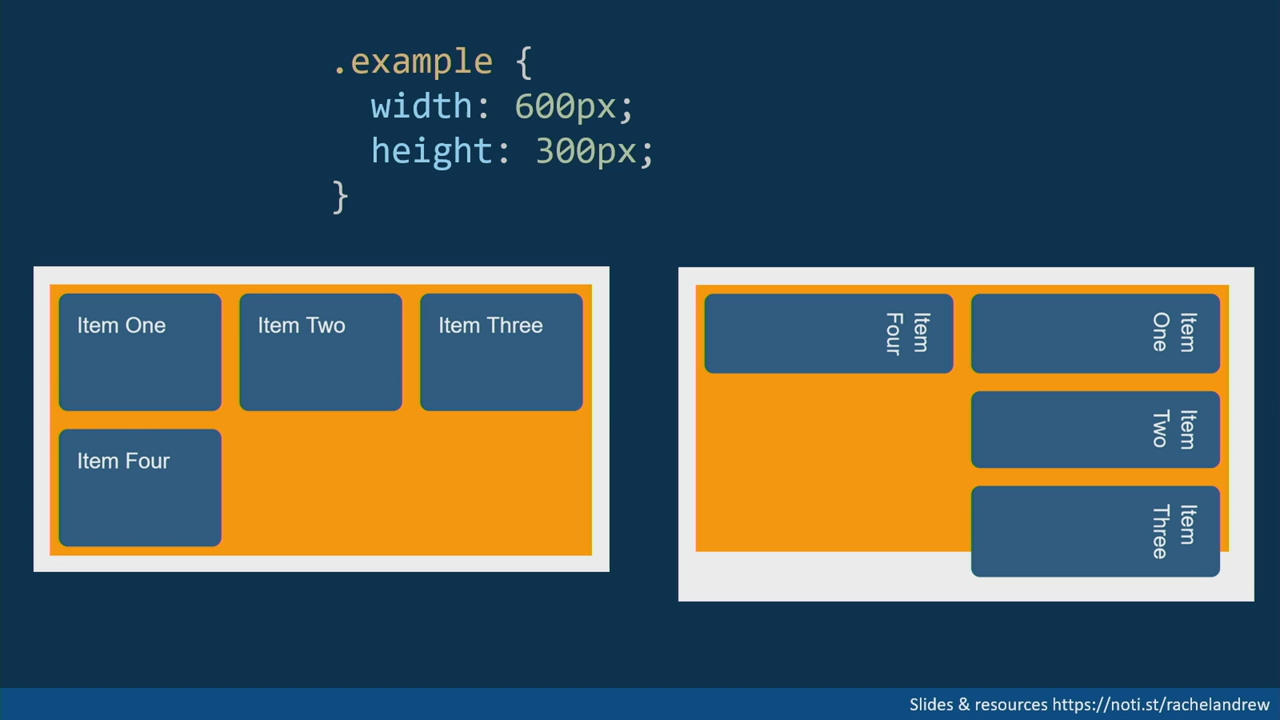 .example {
width: 600px;
height: 300px;
}
Item One
Item Two
Item Three
Item Four
Item
Four
Item
One
Item
Two
Item
Three
Slides & resources https://noti.st/rachelandrew